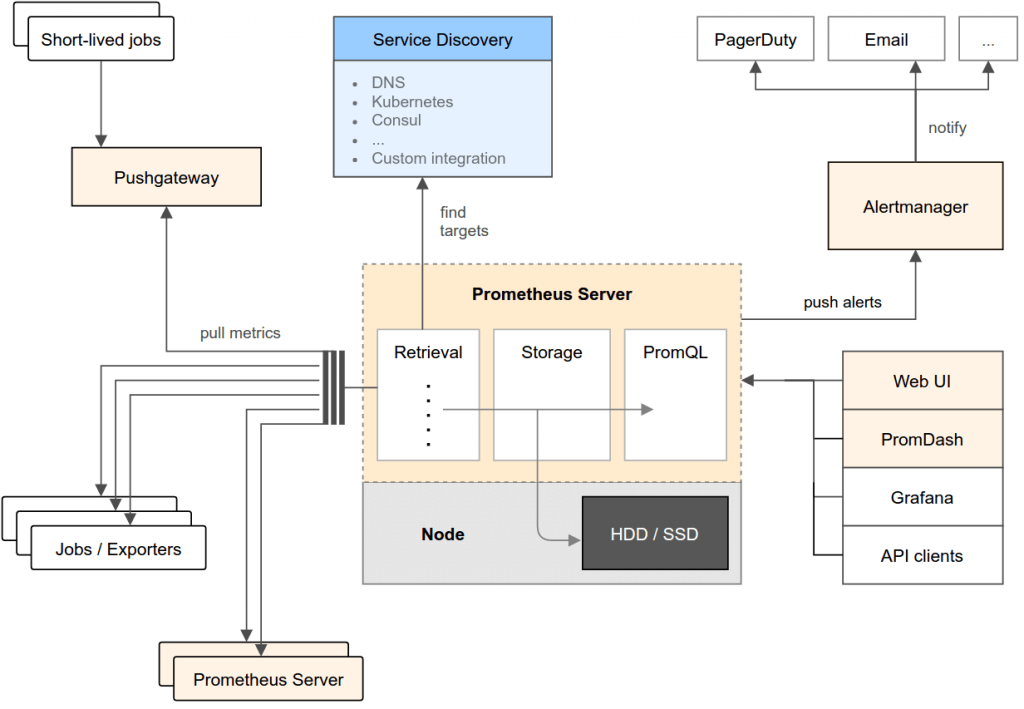 Short-lived jobs
Service Discovery
DNS
Kubernetes
Consul
...
Custom integration
PagerDuty
Email
...
notify
Pushgateway
Alertmanager
find
targets
Prometheus Server
push alerts
pull metrics
Retrieval
Storage
PromQL
Web UI
PromDash
Grafana
API clients
Jobs / Exporters
Node
HDD / SSD
Prometheus Server